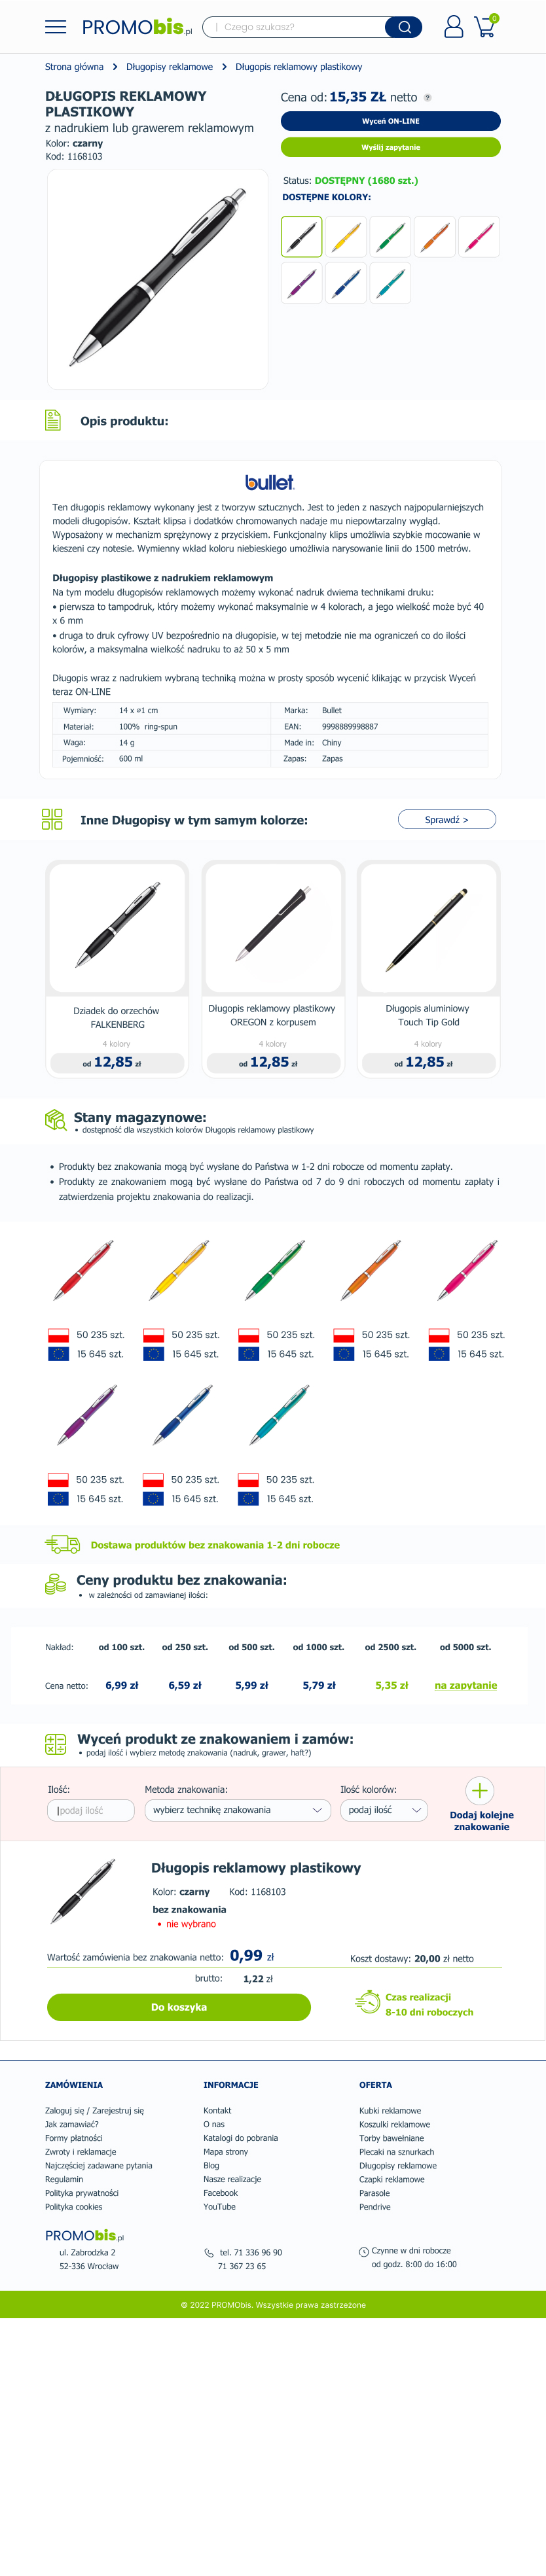 PROMObis.pl
Czego szukasz?
0
Strona główna > Długopisy reklamowe > Długopis reklamowy plastikowy
DŁUGOPIS REKLAMOWY
PLASTIKOWY
z nadrukiem lub grawerem reklamowym
Kolor: czarny
Kod: 1168103
Cena od: 15,35 ZŁ netto ?
Wyceń ON-LINE
Wyślij zapytanie
Status: DOSTĘPNY (1680 szt.)
DOSTĘPNE KOLORY:
Opis produktu:
bullet
Ten długopis reklamowy wykonany jest z tworzyw sztucznych. Jest to jeden z naszych najpopularniejszych
modeli długopisów. Kształt klipsa i dodatków chromowanych nadaje mu niepowtarzalny wygląd.
Wyposażony w mechanizm sprężynowy z przyciskiem. Funkcjonalny klips umożliwia szybkie mocowanie w
kieszeni czy notesie. Wymienny wkład koloru niebieskiego umożliwia narysowanie linii do 1500 metrów.
Długopisy plastikowe z nadrukiem reklamowym
Na tym modelu długopisów reklamowych możemy wykonać nadruk dwiema technikami druku:
• pierwsza to tampodruk, który możemy wykonać maksymalnie w 4 kolorach, a jego wielkość może być 40
x 6 mm
• druga to druk cyfrowy UV bezpośrednio na długopisie, w tej metodzie nie ma ograniczeń co do ilości
kolorów, a maksymalna wielkość nadruku to aż 50 x 5 mm
Długopis wraz z nadrukiem wybraną techniką można w prosty sposób wycenić klikając w przycisk Wyceń
teraz ON-LINE
Wymiary: 14 x ⌀1 cm Marka: Bullet
Materiał: 100% ring-spun EAN: 9998889998887
Waga: 14 g Made in: Chiny
Pojemność: 600 ml Zapas: Zapas
Inne Długopisy w tym samym kolorze:
Sprawdź >
Dziadek do orzechów
FALKENBERG
4 kolory
od 12,85 zł
Długopis reklamowy plastikowy
OREGON z korpusem
4 kolory
od 12,85 zł
Długopis aluminiowy
Touch Tip Gold
4 kolory
od 12,85 zł
Stany magazynowe:
• dostępność dla wszystkich kolorów Długopis reklamowy plastikowy
• Produkty bez znakowania mogą być wysłane do Państwa w 1-2 dni robocze od momentu zapłaty.
• Produkty ze znakowaniem mogą być wysłane do Państwa od 7 do 9 dni roboczych od momentu zapłaty i
zatwierdzenia projektu znakowania do realizacji.
50 235 szt. 50 235 szt. 50 235 szt. 50 235 szt. 50 235 szt.
15 645 szt. 15 645 szt. 15 645 szt. 15 645 szt. 15 645 szt.
50 235 szt. 50 235 szt. 50 235 szt.
15 645 szt. 15 645 szt. 15 645 szt.
Dostawa produktów bez znakowania 1-2 dni robocze
Ceny produktu bez znakowania:
• w zależności od zamawianej ilości:
Nakład: od 100 szt. od 250 szt. od 500 szt. od 1000 szt. od 2500 szt. od 5000 szt.
Cena netto: 6,99 zł 6,59 zł 5,99 zł 5,79 zł 5,35 zł na zapytanie
Wyceń produkt ze znakowaniem i zamów:
• podaj ilość i wybierz metodę znakowania (nadruk, grawer, haft?)
Ilość: Metoda znakowania: Ilość kolorów:
podaj ilość wybierz technikę znakowania podaj ilość
Dodaj kolejne
znakowanie
Długopis reklamowy plastikowy
Kolor: czarny Kod: 1168103
bez znakowania
• nie wybrano
Wartość zamówienia bez znakowania netto: 0,99 zł
Koszt dostawy: 20,00 zł netto
brutto: 1,22 zł
Do koszyka
Czas realizacji
8-10 dni roboczych
ZAMÓWIENIA
Zaloguj się / Zarejestruj się
Jak zamawiać?
Formy płatności
Zwroty i reklamacje
Najczęściej zadawane pytania
Regulamin
Polityka prywatności
Polityka cookies
INFORMACJE
Kontakt
O nas
Katalogi do pobrania
Mapa strony
Blog
Nasze realizacje
Facebook
YouTube
OFERTA
Kubki reklamowe
Koszulki reklamowe
Torby bawełniane
Plecaki na sznurkach
Długopisy reklamowe
Czapki reklamowe
Parasole
Pendrive
PROMObis.pl
ul. Zabrodzka 2
52-336 Wrocław
tel. 71 336 96 90
71 367 23 65
Czynne w dni robocze
od godz. 8:00 do 16:00
© 2022 PROMObis. Wszystkie prawa zastrzeżone